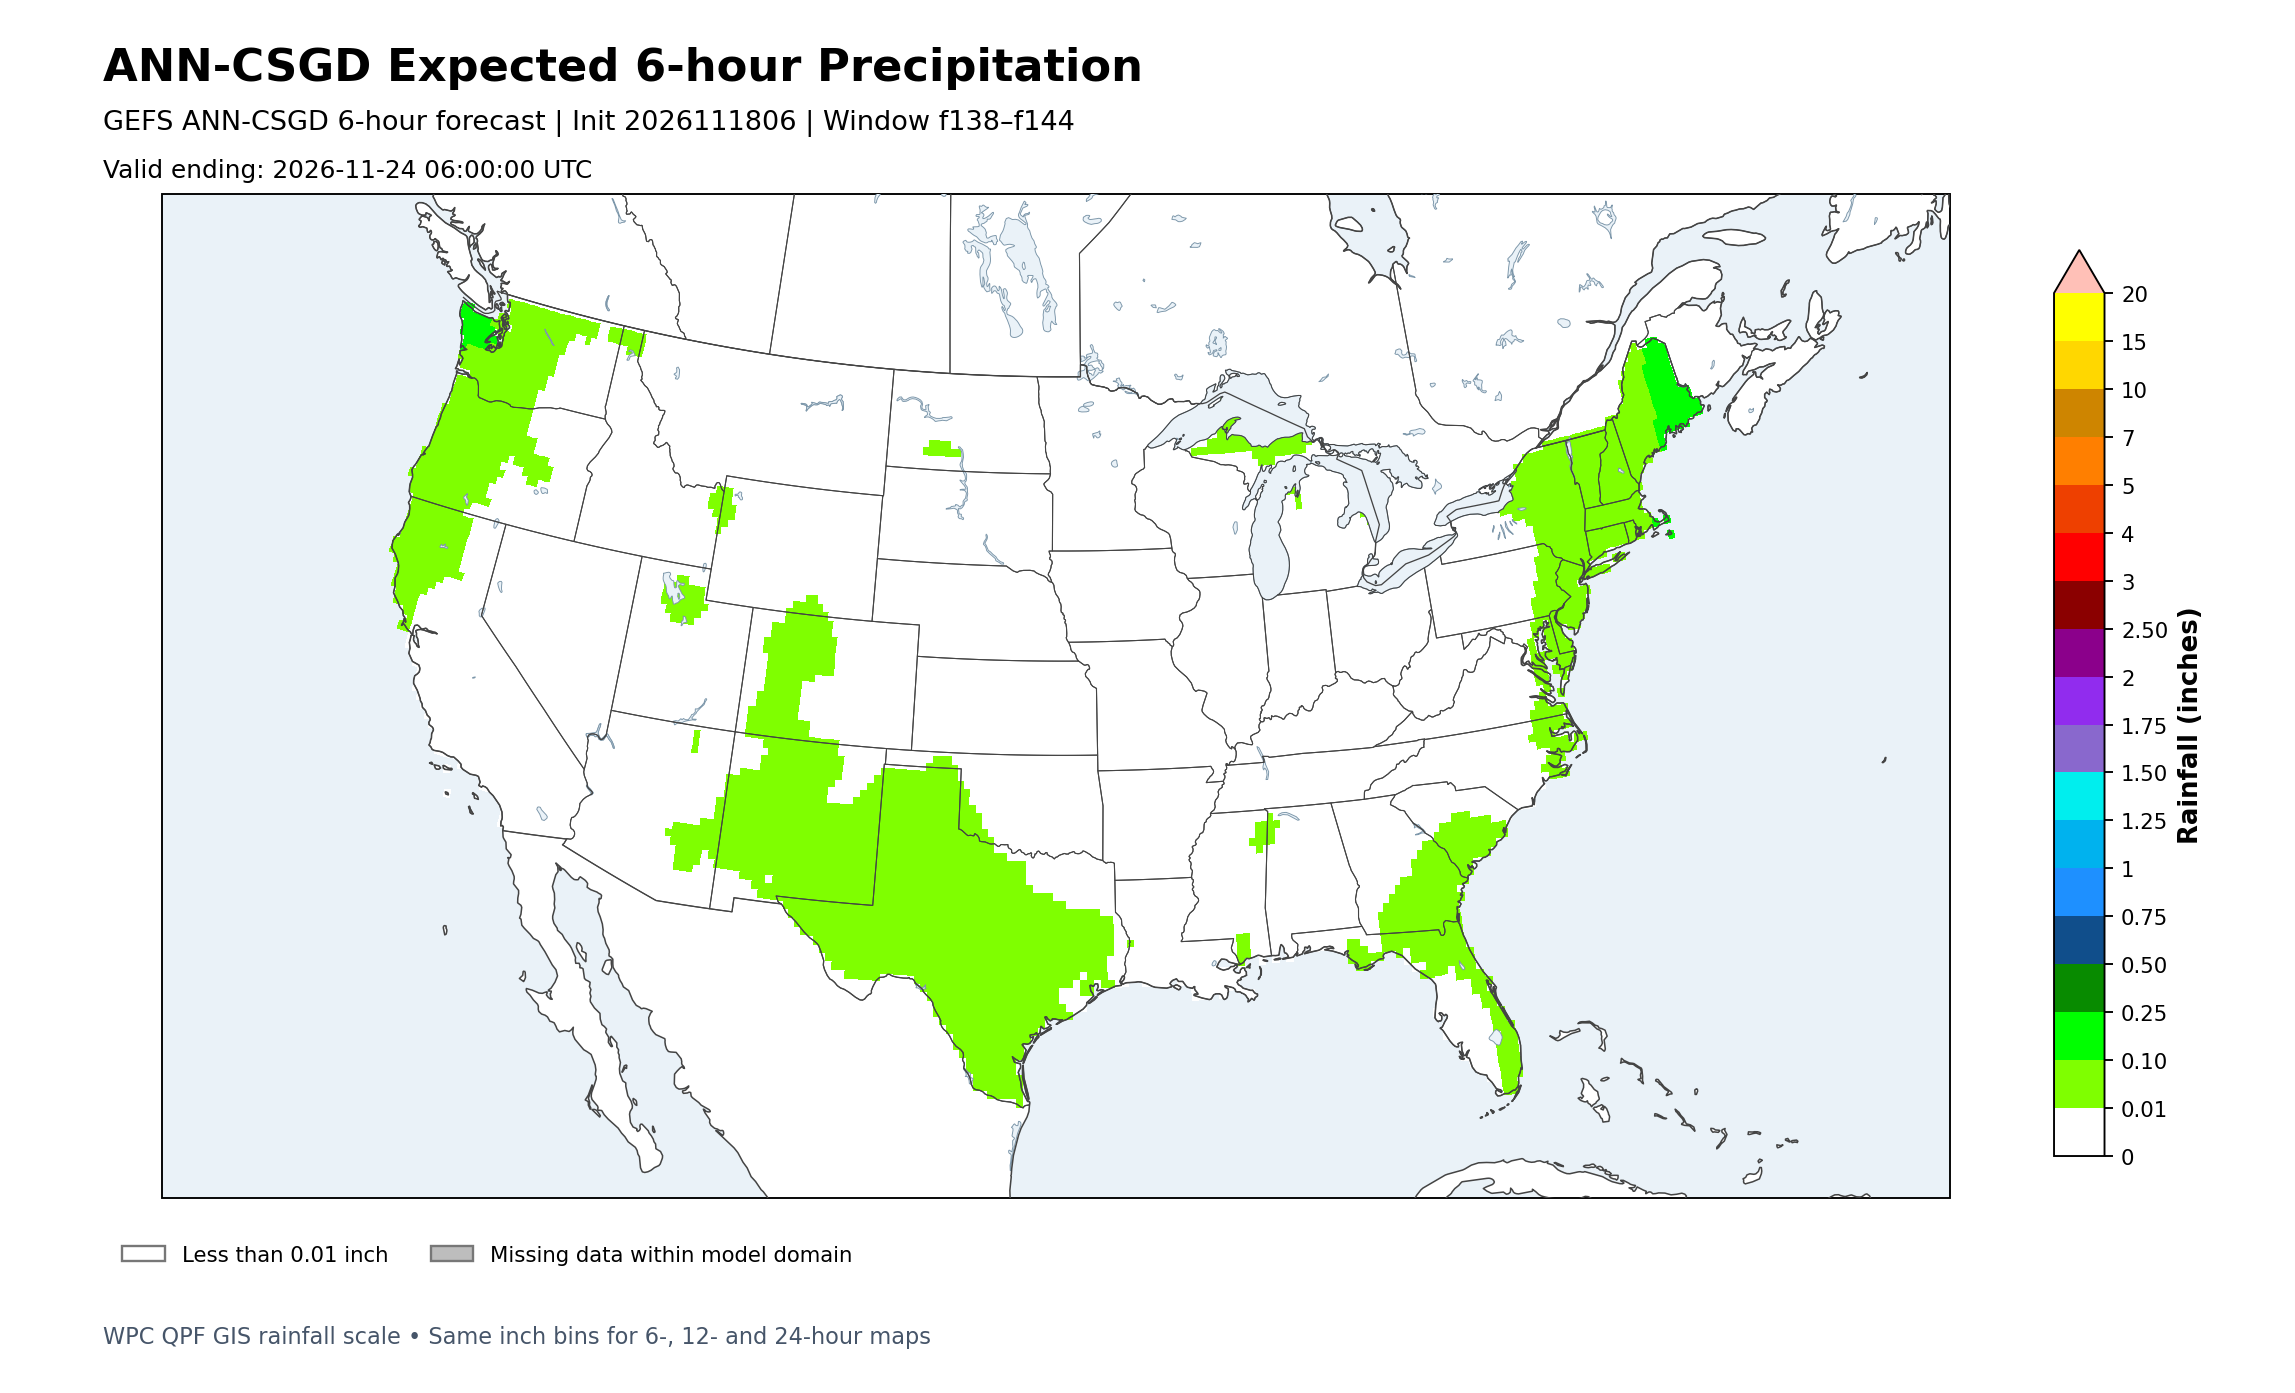 ANN-CSGD Expected 6-hour Precipitation
GEFS ANN-CSGD 6-hour forecast | Init 2026111806 | Window f138–f144
Valid ending: 2026-11-24 06:00:00 UTC
20
15
10
7
5
4
3
2.50
2
1.75
1.50
1.25
1
0.75
0.50
0.25
0.10
0.01
0
Rainfall (inches)
Less than 0.01 inch
Missing data within model domain
WPC QPF GIS rainfall scale • Same inch bins for 6-, 12- and 24-hour maps